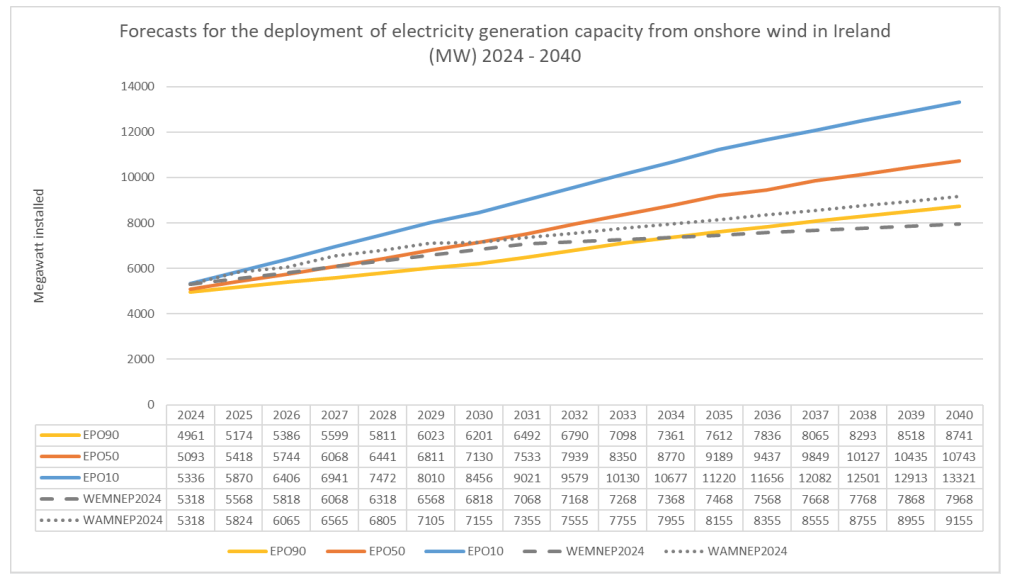 Forecasts for the deployment of electricity generation capacity from onshore wind in Ireland
(MW) 2024 - 2040
Megawatt installed
14000
12000
10000
8000
6000
4000
2000
0
2024 2025 2026 2027 2028 2029 2030 2031 2032 2033 2034 2035 2036 2037 2038 2039 2040
EPO90 4961 5174 5386 5599 5811 6023 6201 6492 6790 7098 7361 7612 7836 8065 8293 8518 8741
EPO50 5093 5418 5744 6068 6441 6811 7130 7533 7939 8350 8770 9189 9437 9849 10127 10435 10743
EPO10 5336 5870 6406 6941 7472 8010 8456 9021 9579 10130 10677 11220 11656 12082 12501 12913 13321
WEMNEP2024 5318 5568 5818 6068 6318 6568 6818 7068 7168 7268 7368 7468 7568 7668 7768 7868 7968
WAMNEP2024 5318 5824 6065 6565 6805 7105 7155 7355 7555 7755 7955 8155 8355 8555 8755 8955 9155
EPO90 EPO50 EPO10 WEMNEP2024 WAMNEP2024